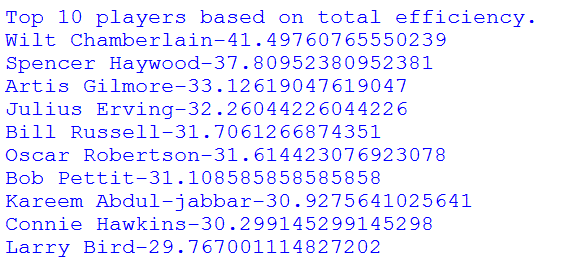 Top 10 players based on total efficiency.
Wilt Chamberlain-41.49760765550239
Spencer Haywood-37.80952380952381
Artis Gilmore-33.12619047619047
Julius Erving-32.26044226044226
Bill Russell-31.7061266874351
Oscar Robertson-31.614423076923078
Bob Pettit-31.108585858585858
Kareem Abdul-jabbar-30.9275641025641
Connie Hawkins-30.299145299145298
Larry Bird-29.767001114827202